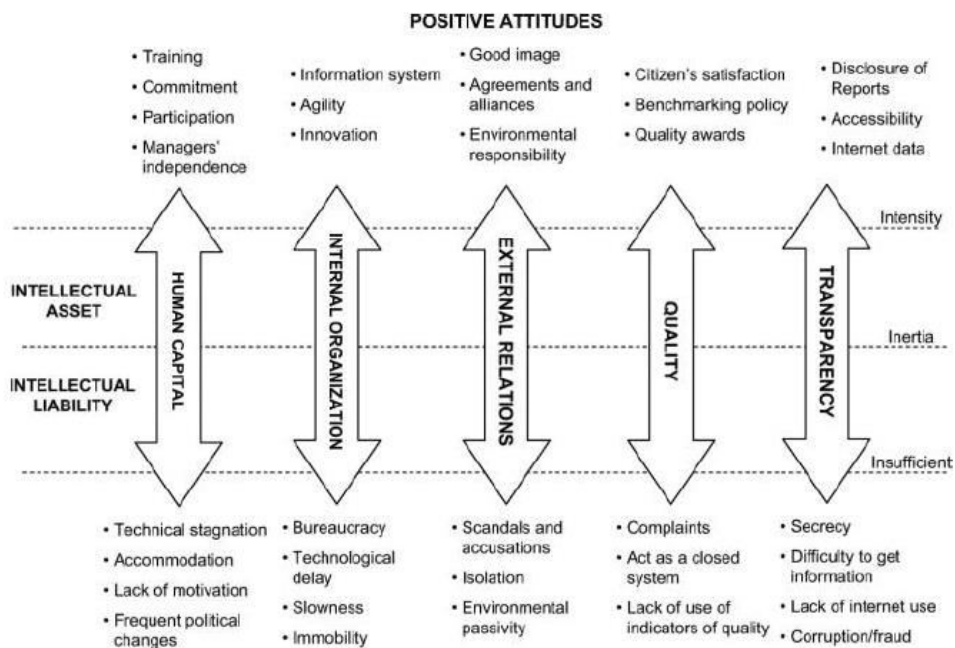 POSITIVE ATTITUDES
• Training
• Commitment
• Participation
• Managers'
independence
• Information system
• Agility
• Innovation
• Good image
• Agreements and
alliances
• Environmental
responsibility
• Citizen's satisfaction
• Benchmarking policy
• Quality awards
• Disclosure of
Reports
• Accessibility
• Internet data
Intensity
INTELLECTUAL
ASSET
Inertia
INTELLECTUAL
LIABILITY
Insufficient
HUMAN CAPITAL
INTERNAL ORGANIZATION
EXTERNAL RELATIONS
QUALITY
TRANSPARENCY
• Technical stagnation
• Accommodation
• Lack of motivation
• Frequent political
changes
• Bureaucracy
• Technological
delay
• Slowness
• Immobility
• Scandals and
accusations
• Isolation
• Environmental
passivity
• Complaints
• Act as a closed
system
• Lack of use of
indicators of quality
• Secrecy
• Difficulty to get
information
• Lack of internet use
• Corruption/fraud